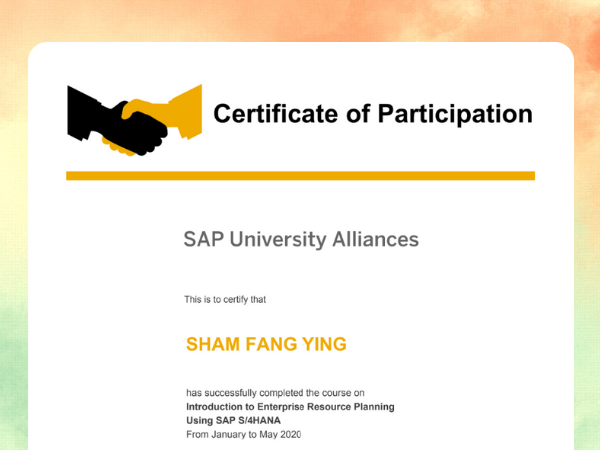 Certificate of Participation
SAP University Alliances
This is to certify that
SHAM FANG YING
has successfully completed the course on
Introduction to Enterprise Resource Planning
Using SAP S/4HANA
From January to May 2020